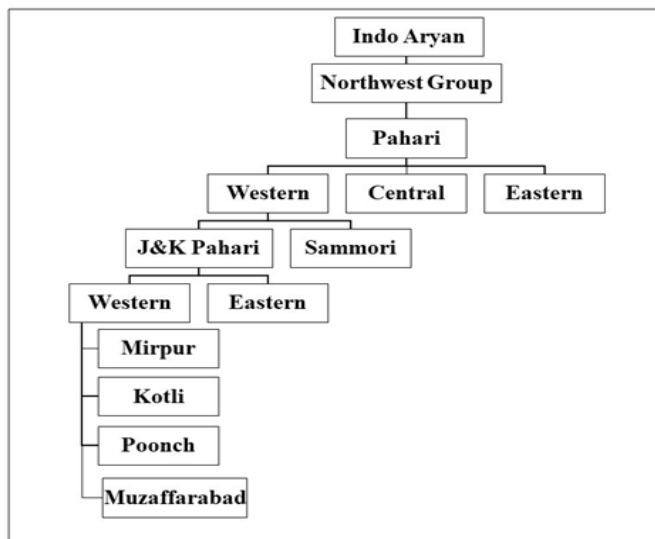 Indo Aryan
Northwest Group
Pahari
Western Central Eastern
J&K Pahari Sammori
Western Eastern
Mirpur
Kotli
Poonch
Muzaffarabad